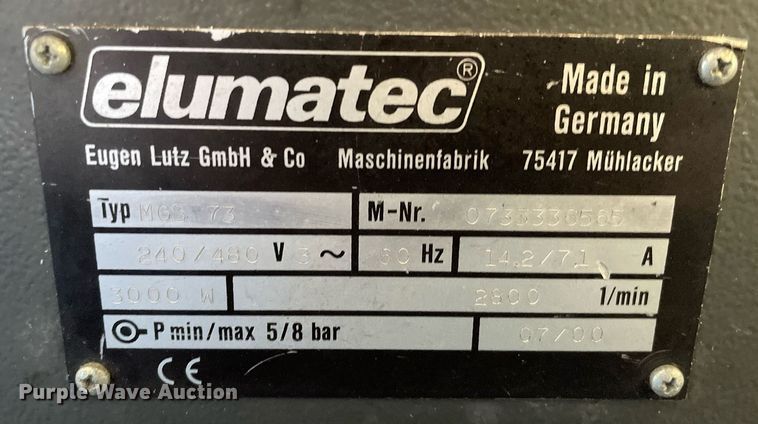 elumatec®
Made in
Germany
Eugen Lutz GmbH & Co Maschinenfabrik 75417 Mühlacker
Typ MGS 73 M-Nr. 0733330565
240/480 V 3 ~ 60 Hz 14.2/7.1 A
3000 W 2800 1/min
P min/max 5/8 bar 07/00
CE
Purple Wave Auction